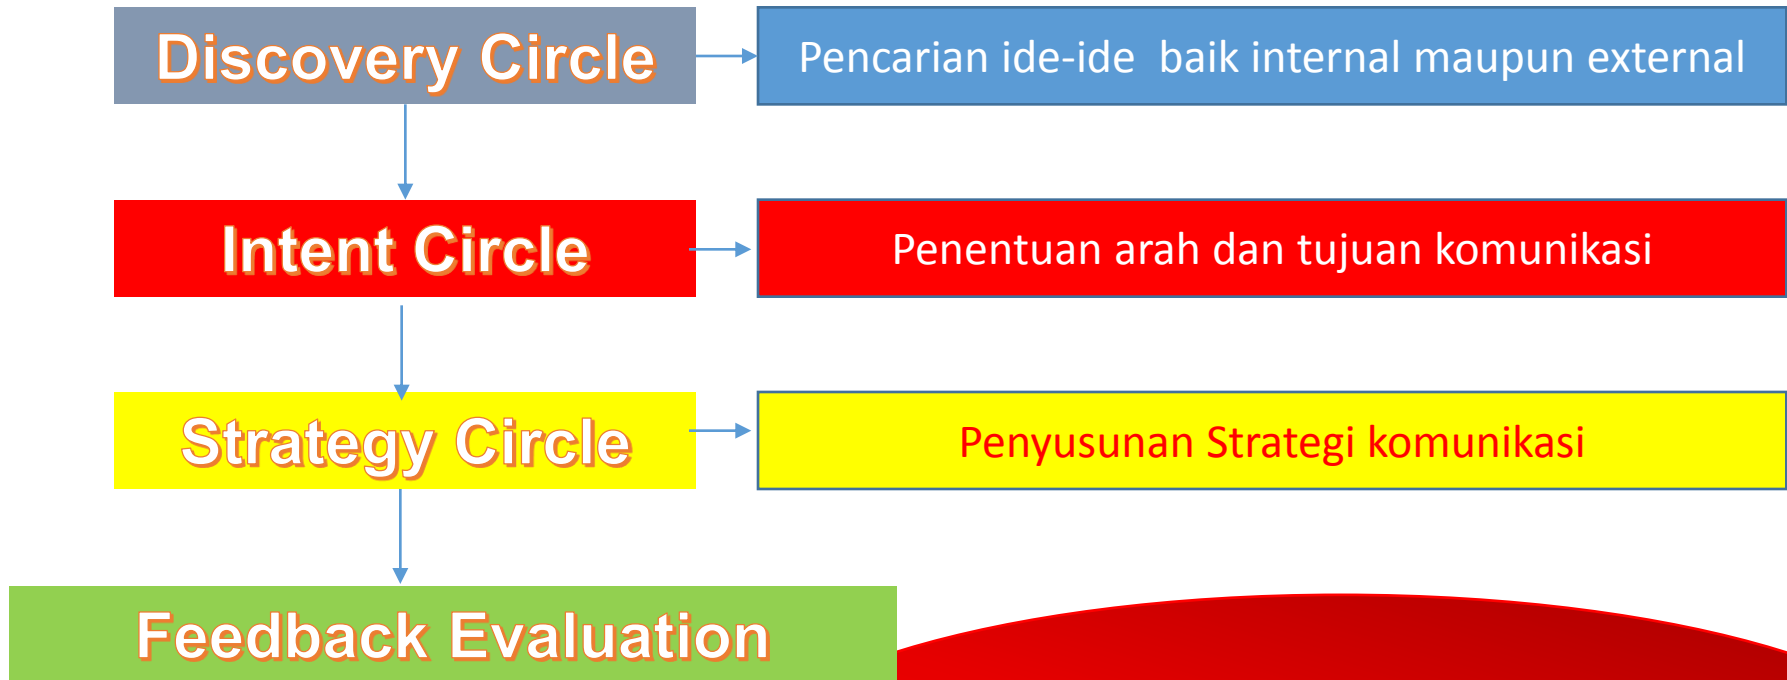 Discovery Circle
Pencarian ide-ide baik internal maupun external
Intent Circle
Penentuan arah dan tujuan komunikasi
Strategy Circle
Penyusunan Strategi komunikasi
Feedback Evaluation